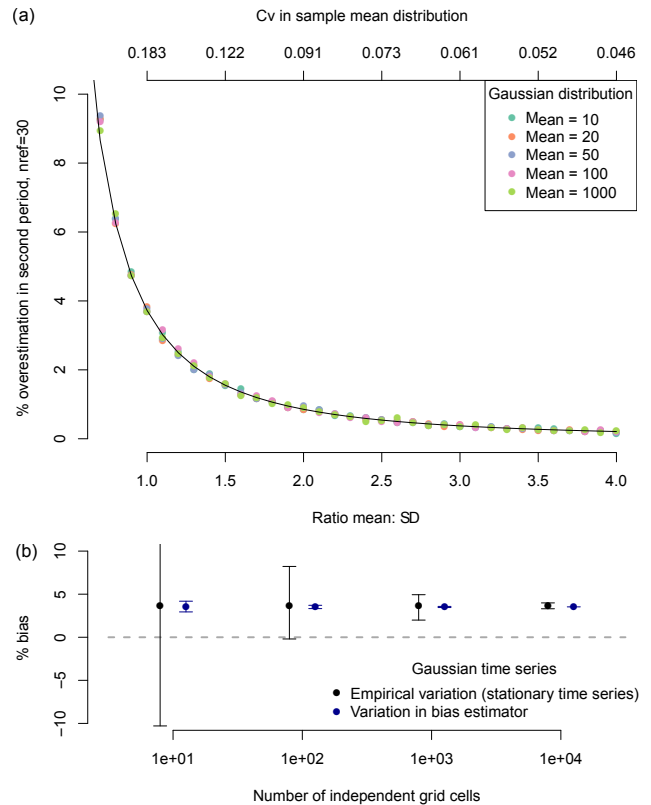 (a)
Cv in sample mean distribution
0.183 0.122 0.091 0.073 0.061 0.052 0.046
% overestimation in second period, nref=30
10
8
6
4
2
0
Gaussian distribution
Mean = 10
Mean = 20
Mean = 50
Mean = 100
Mean = 1000
1.0 1.5 2.0 2.5 3.0 3.5 4.0
Ratio mean: SD
(b)
% bias
10
5
0
−5
−10
Gaussian time series
Empirical variation (stationary time series)
Variation in bias estimator
1e+01 1e+02 1e+03 1e+04
Number of independent grid cells